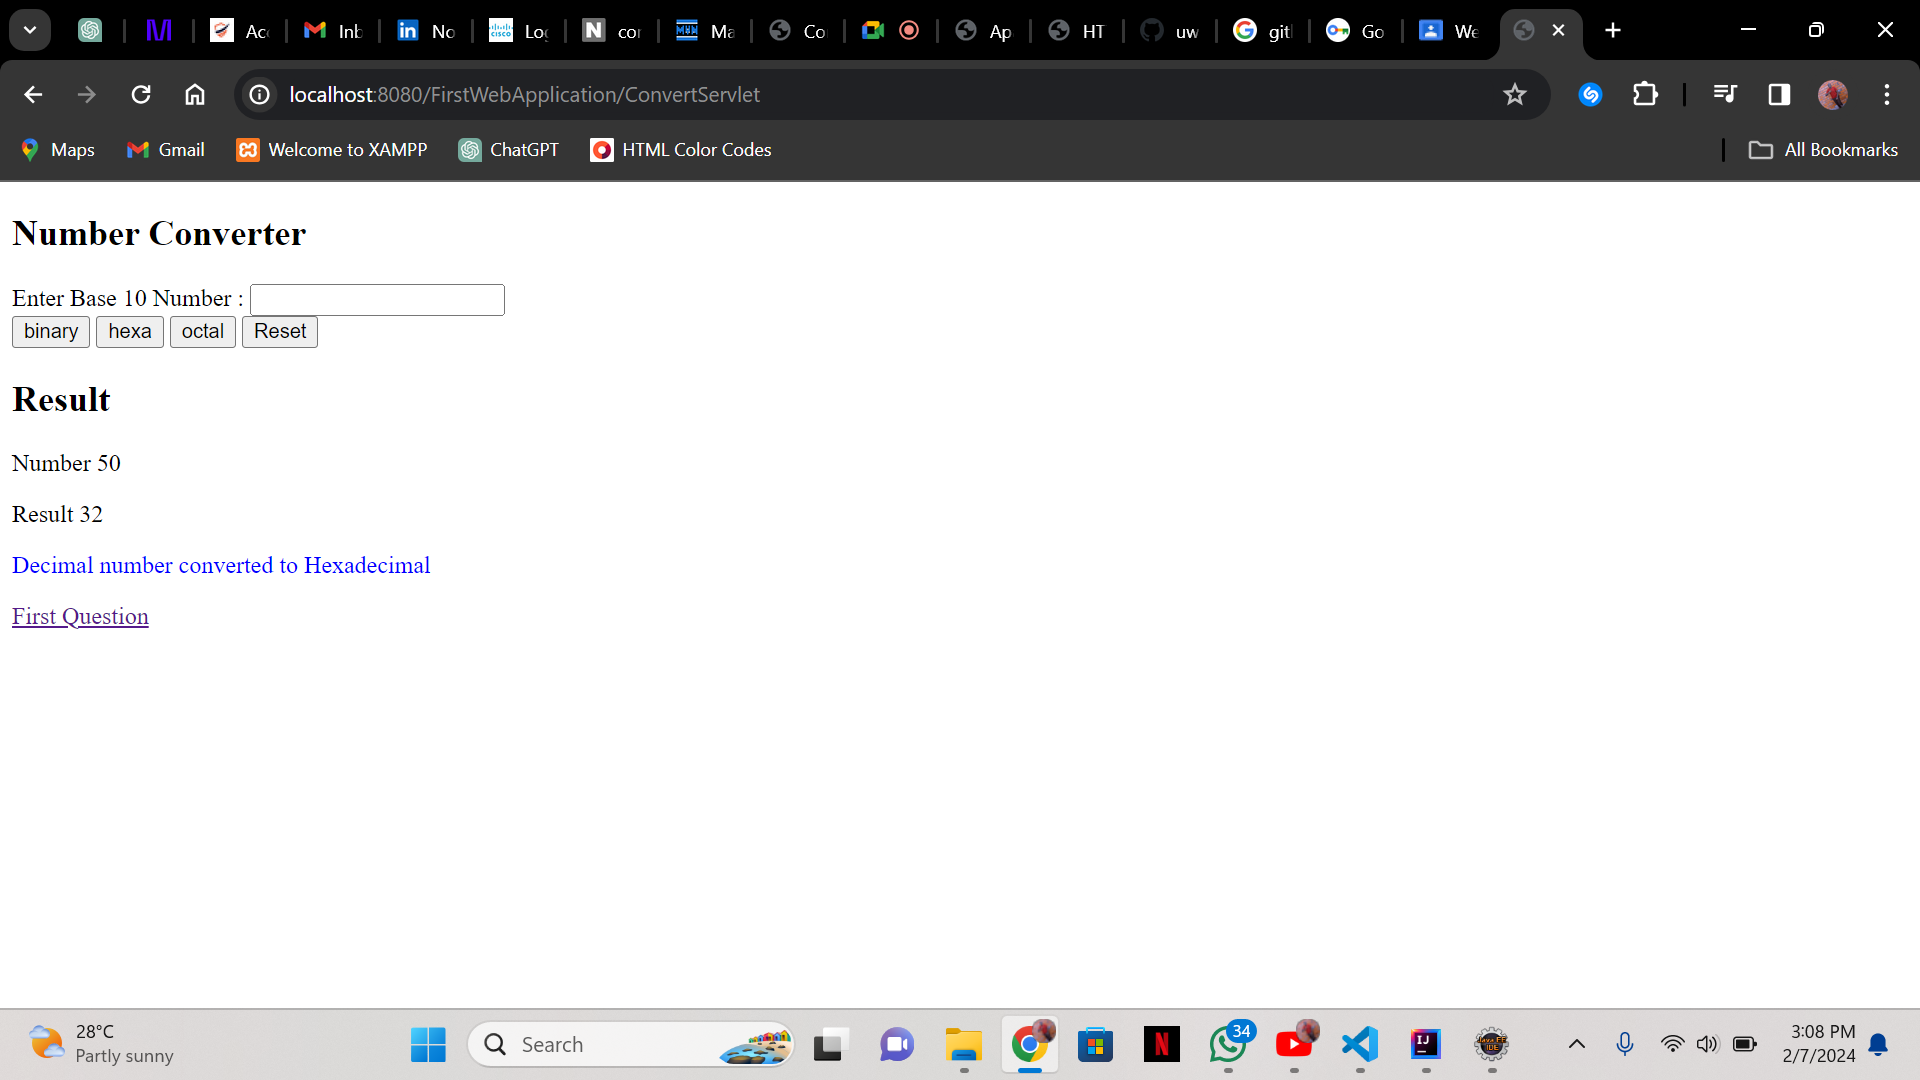 Acc
Inb
No
Log
cor
Ma
Co
Ap
HT
uw
git
Go
We
localhost:8080/FirstWebApplication/ConvertServlet
Maps
Gmail
Welcome to XAMPP
ChatGPT
HTML Color Codes
All Bookmarks
Number Converter
Enter Base 10 Number :
binary hexa octal Reset
Result
Number 50
Result 32
Decimal number converted to Hexadecimal
First Question
28°C
Partly sunny
Search
34
3:08 PM
2/7/2024